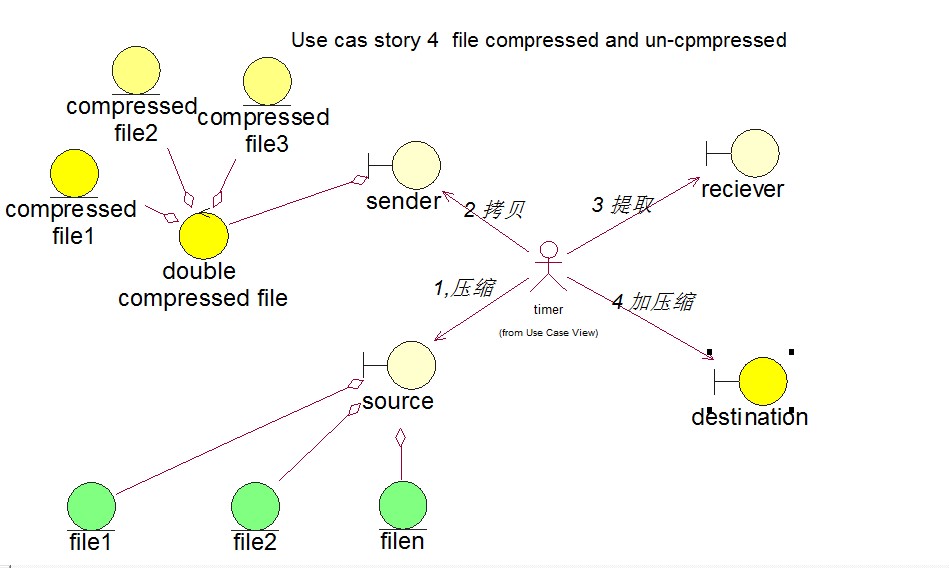 Use cas story 4  file compressed and un-cpmpressed
compressed
file2
compressed
file3
compressed
file1
double
compressed file
sender
reciever
2 拷贝
3 提取
1,压缩
timer
(from Use Case View)
4 加压缩
source
destination
file1
file2
filen